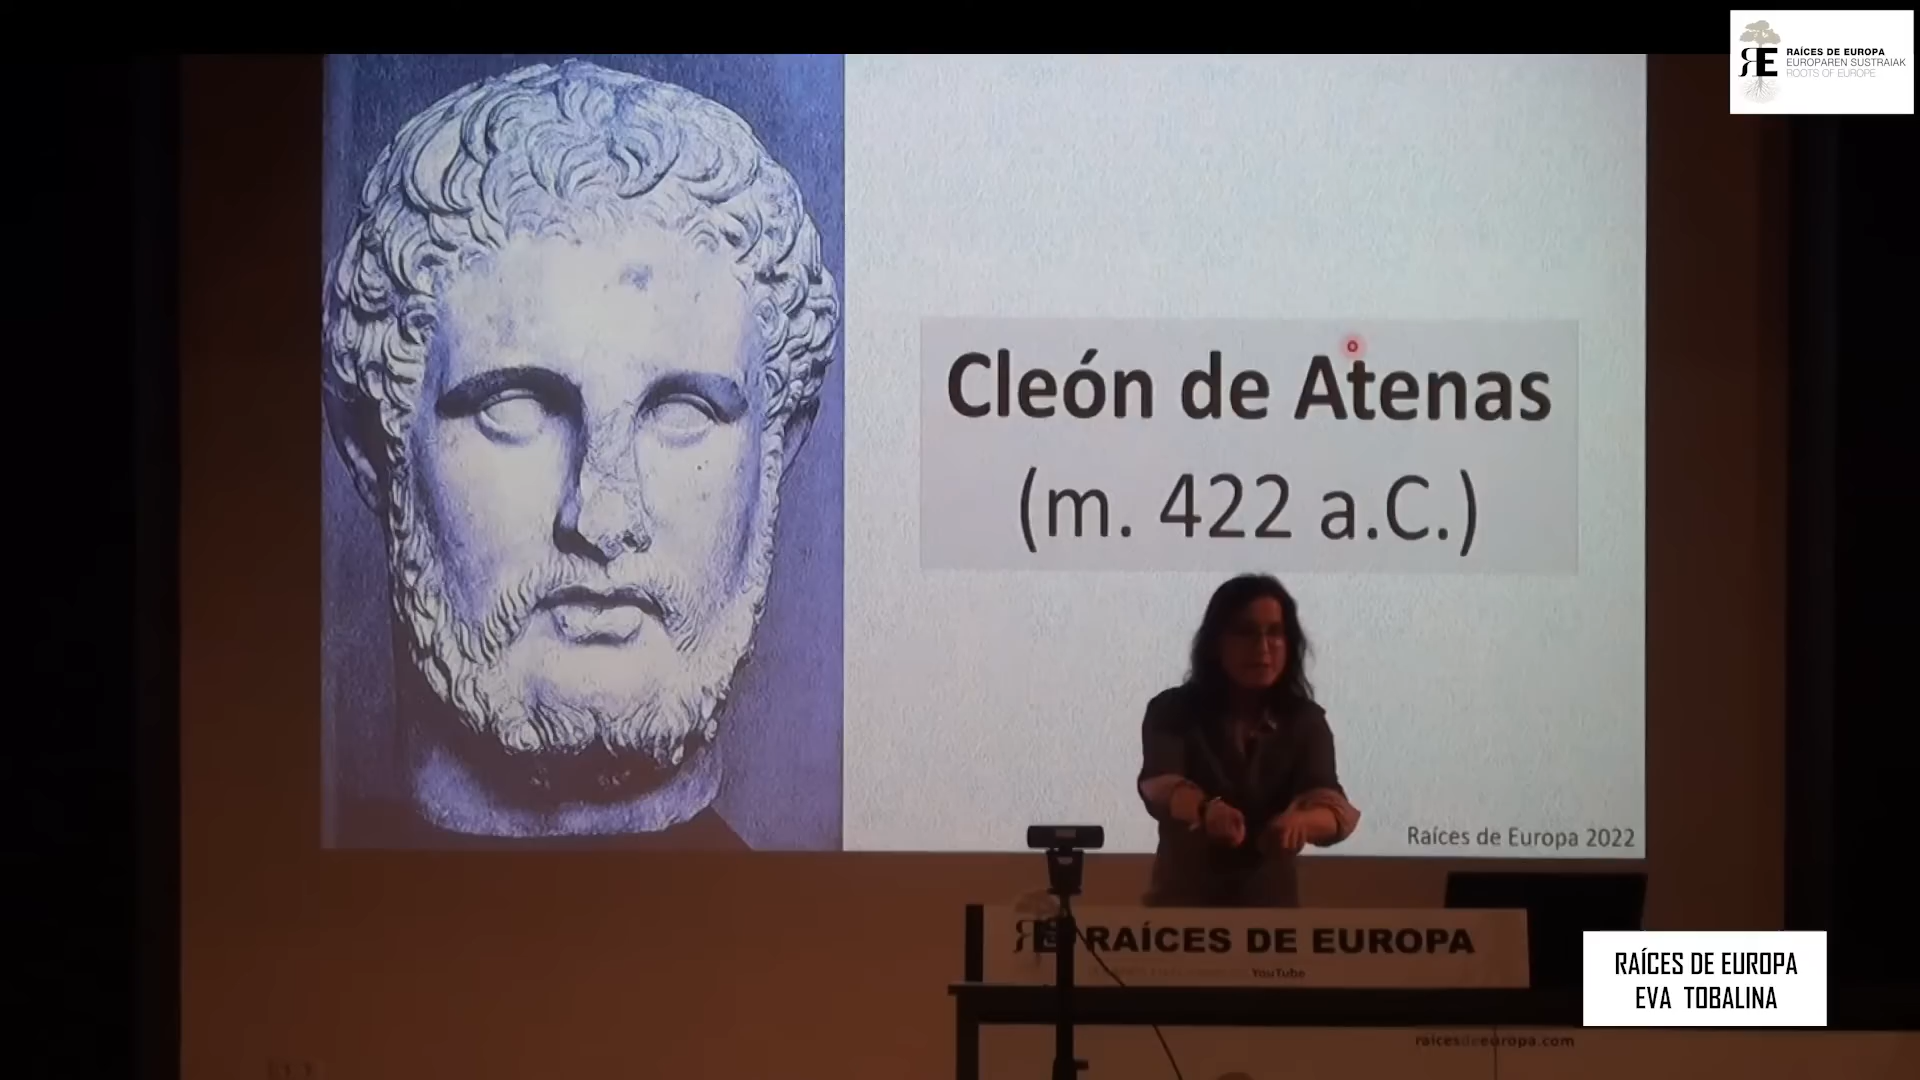 RAÍCES DE EUROPA
EUROPAREN SUSTRAIAK
ROOTS OF EUROPE
Cleón de Atenas
(m. 422 a.C.)
Raíces de Europa 2022
RE RAÍCES DE EUROPA
YouTube
RAÍCES DE EUROPA
EVA TOBALINA
raicesdeeuropa.com